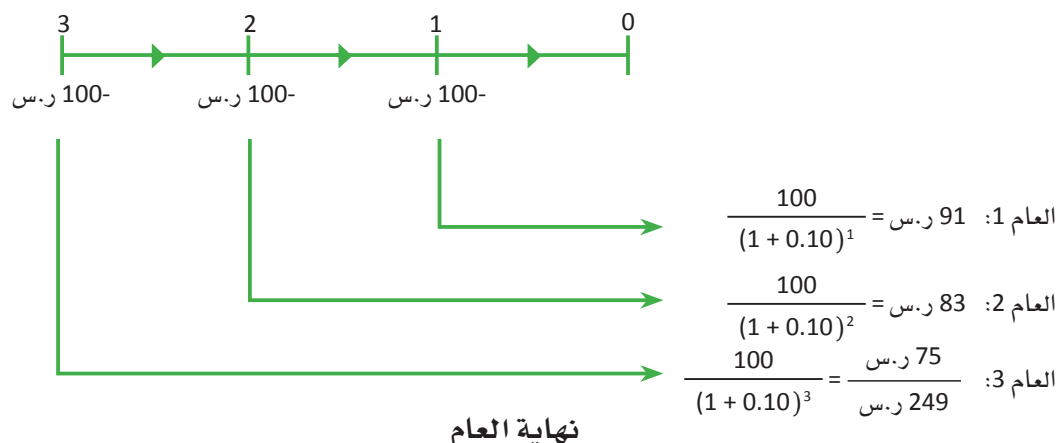 0 1 2 3
-100 ر.س -100 ر.س -100 ر.س
العام 1: 91 ر.س = 100 / (1 + 0.10)¹
العام 2: 83 ر.س = 100 / (1 + 0.10)²
العام 3: 75 ر.س = 100 / (1 + 0.10)³
249 ر.س
نهاية العام